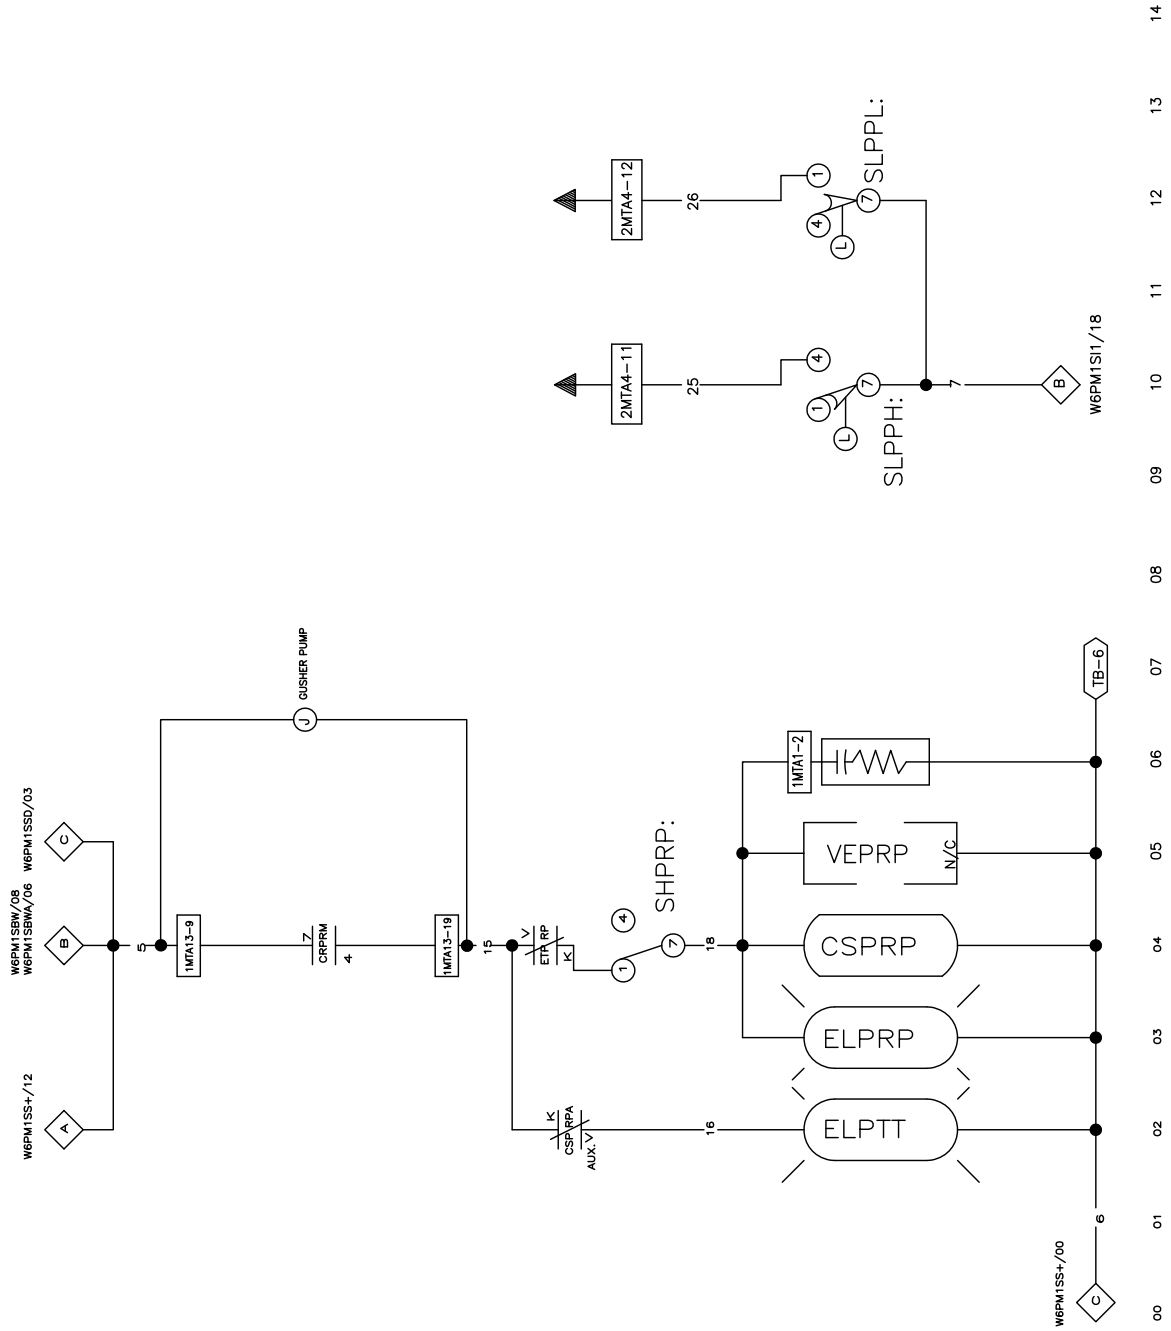 W6PM1SS+/12
A
W6PM1SBW/08
W6PM1SBWA/06
B
W6PM1SSD/03
C
5
1MTA13-9
7
CRPRM
4
J
GUSHER PUMP
1MTA13-19
15
V
ETP RP
K
K
CSP RPA
V
AUX.
1
4
7
SHPRP:
18
16
ELPTT
ELPRP
CSPRP
VEPRP
N/C
1MTA1-2
TB-6
6
W6PM1SS+/00
C
2MTA4-11
25
4
1
L
7
SLPPH:
7
B
W6PM1SI1/18
2MTA4-12
26
1
4
L
7
SLPPL:
00
01
02
03
04
05
06
07
08
09
10
11
12
13
14